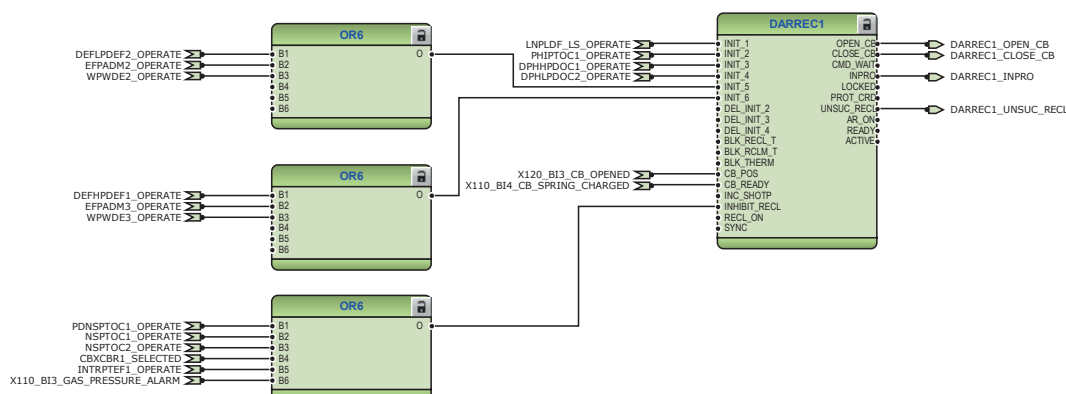 OR6
DEFLPDEF2_OPERATE
EFPADM2_OPERATE
WPWDE2_OPERATE
B1
B2
B3
B4
B5
B6
O
OR6
DEFHPDEF1_OPERATE
EFPADM3_OPERATE
WPWDE3_OPERATE
B1
B2
B3
B4
B5
B6
O
OR6
PDNSPTOC1_OPERATE
NSPTOC1_OPERATE
NSPTOC2_OPERATE
CBXCBR1_SELECTED
INTRPTEF1_OPERATE
X110_BI3_GAS_PRESSURE_ALARM
B1
B2
B3
B4
B5
B6
O
DARREC1
LNPLDF_LS_OPERATE
PHIPTOC1_OPERATE
DPHHPDOC1_OPERATE
DPHLPDOC2_OPERATE
X120_BI3_CB_OPENED
X110_BI4_CB_SPRING_CHARGED
INIT_1
INIT_2
INIT_3
INIT_4
INIT_5
INIT_6
DEL_INIT_2
DEL_INIT_3
DEL_INIT_4
BLK_RECL_T
BLK_RCLM_T
BLK_THERM
CB_POS
CB_READY
INC_SHOTP
INHIBIT_RECL
RECL_ON
SYNC
OPEN_CB
CLOSE_CB
CMD_WAIT
INPRO
LOCKED
PROT_CRD
UNSUC_RECL
AR_ON
READY
ACTIVE
DARREC1_OPEN_CB
DARREC1_CLOSE_CB
DARREC1_INPRO
DARREC1_UNSUC_RECL